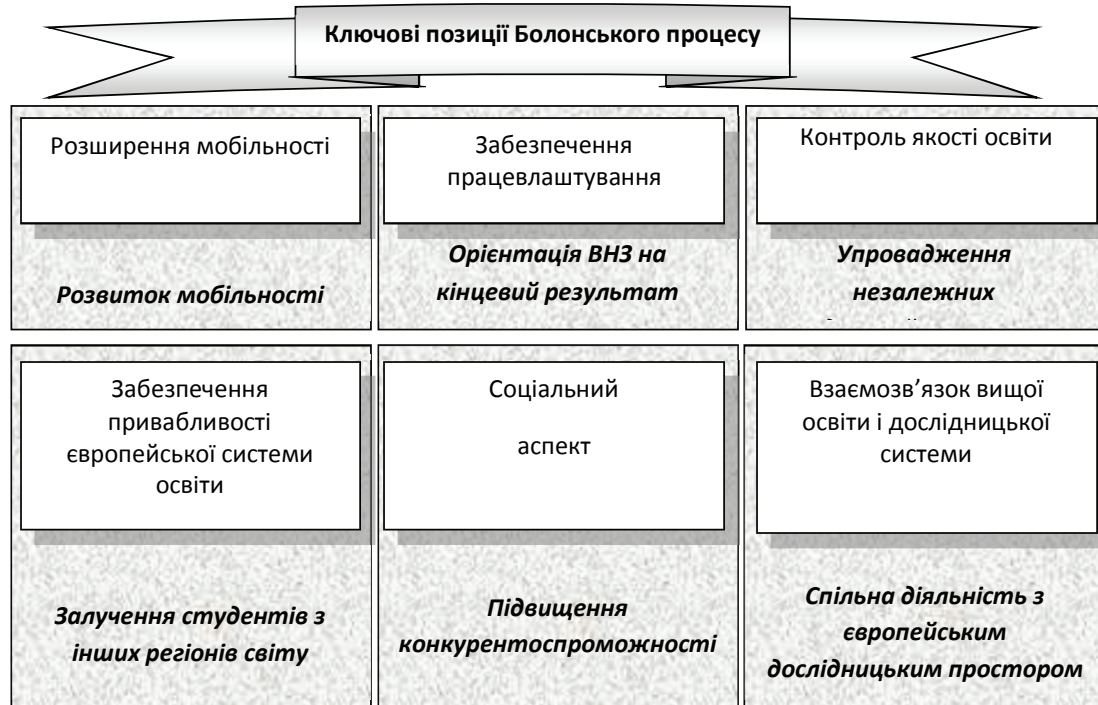 Ключові позиції Болонського процесу
Розширення мобільності
Розвиток мобільності
Забезпечення
працевлаштування
Орієнтація ВНЗ на
кінцевий результат
Контроль якості освіти
Упровадження
незалежних
Забезпечення
привабливості
європейської системи
освіти
Залучення студентів з
інших регіонів світу
Соціальний
аспект
Підвищення
конкурентоспроможності
Взаємозв’язок вищої
освіти і дослідницької
системи
Спільна діяльність з
європейським
дослідницьким простором